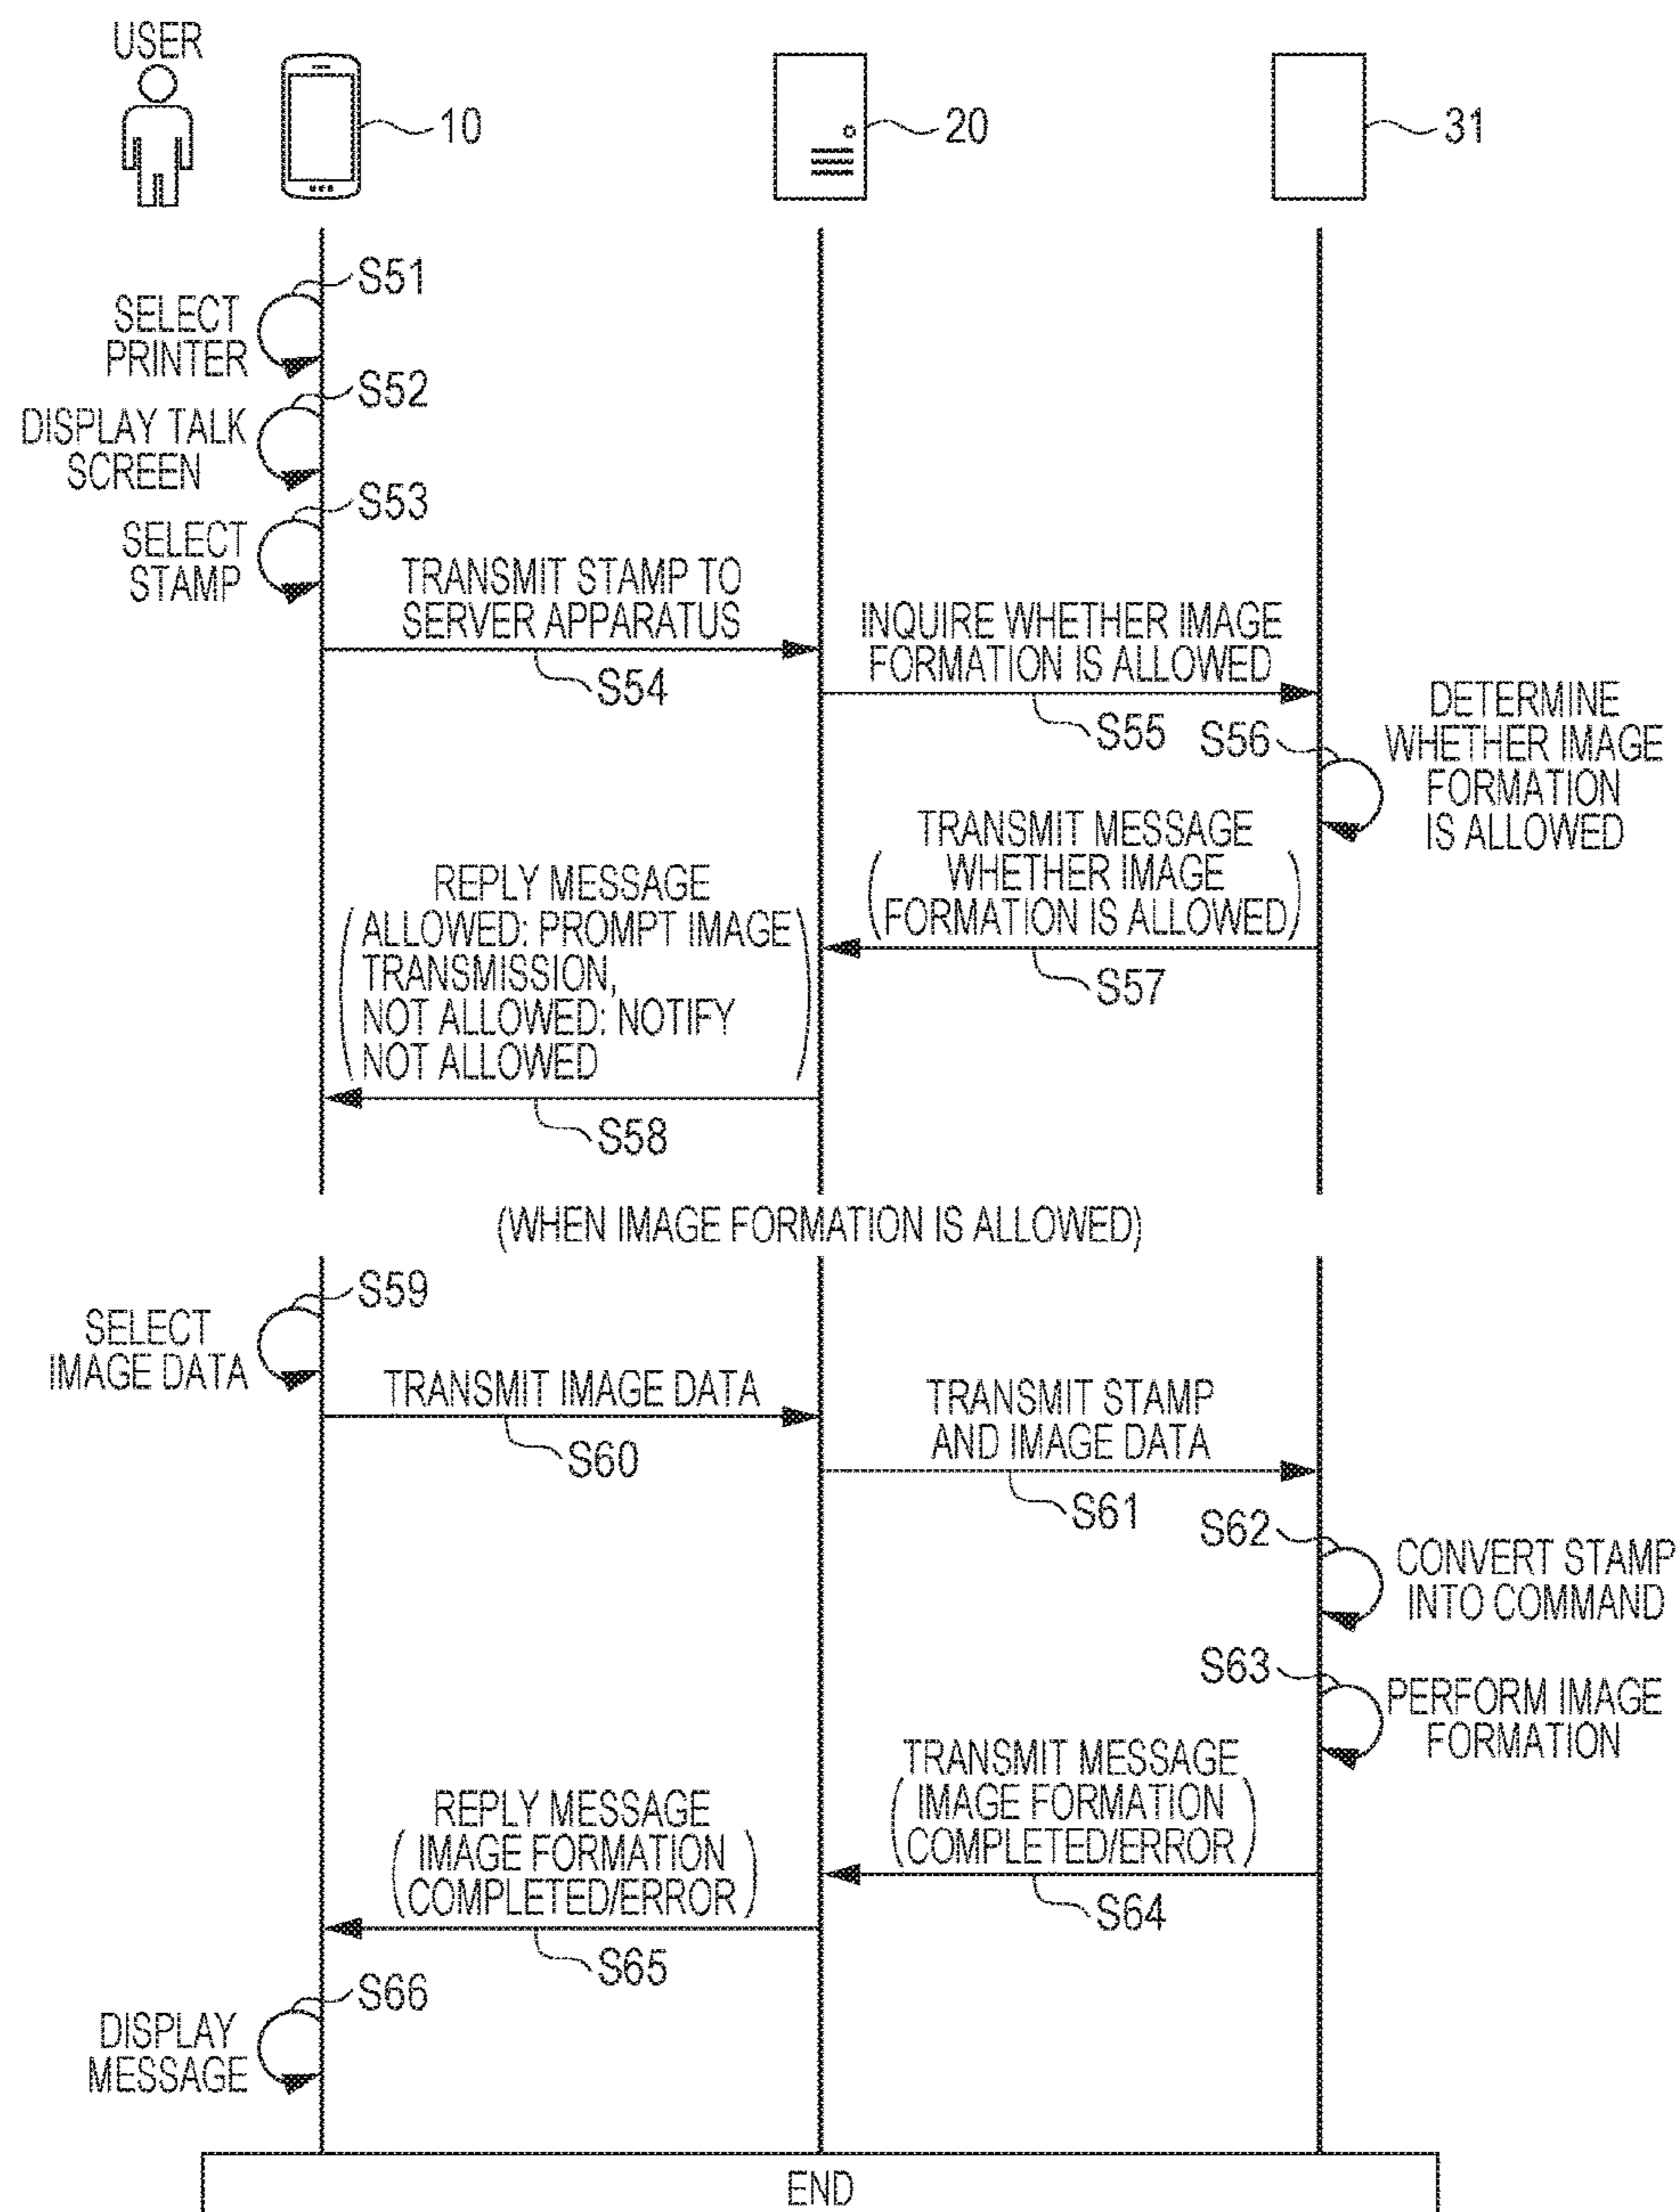 USER
10
20
31
S51
SELECT
PRINTER
S52
DISPLAY TALK
SCREEN
S53
SELECT
STAMP
TRANSMIT STAMP TO
SERVER APPARATUS
S54
INQUIRE WHETHER IMAGE
FORMATION IS ALLOWED
S55
S56
DETERMINE
WHETHER IMAGE
FORMATION
IS ALLOWED
TRANSMIT MESSAGE
(WHETHER IMAGE
FORMATION IS ALLOWED)
S57
REPLY MESSAGE
(ALLOWED: PROMPT IMAGE
TRANSMISSION,
NOT ALLOWED: NOTIFY
NOT ALLOWED)
S58
(WHEN IMAGE FORMATION IS ALLOWED)
S59
SELECT
IMAGE DATA
TRANSMIT IMAGE DATA
S60
TRANSMIT STAMP
AND IMAGE DATA
S61
S62
CONVERT STAMP
INTO COMMAND
S63
PERFORM IMAGE
FORMATION
TRANSMIT MESSAGE
(IMAGE FORMATION
COMPLETED/ERROR)
S64
REPLY MESSAGE
(IMAGE FORMATION
COMPLETED/ERROR)
S65
S66
DISPLAY
MESSAGE
END